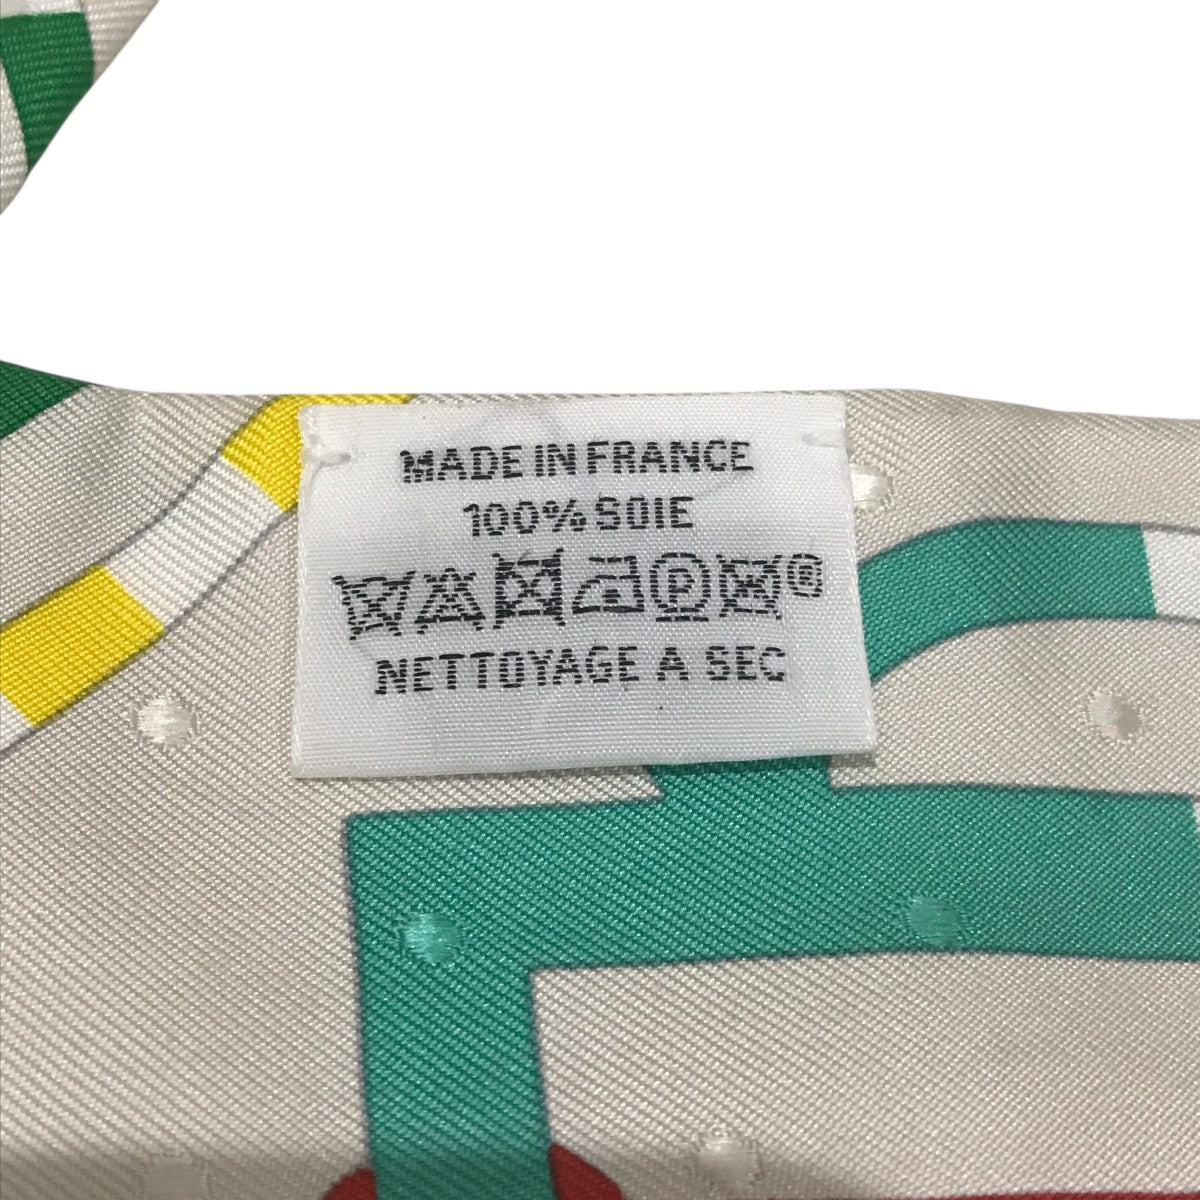 MADE IN FRANCE
100% SOIE
P ®
NETTOYAGE A SEC